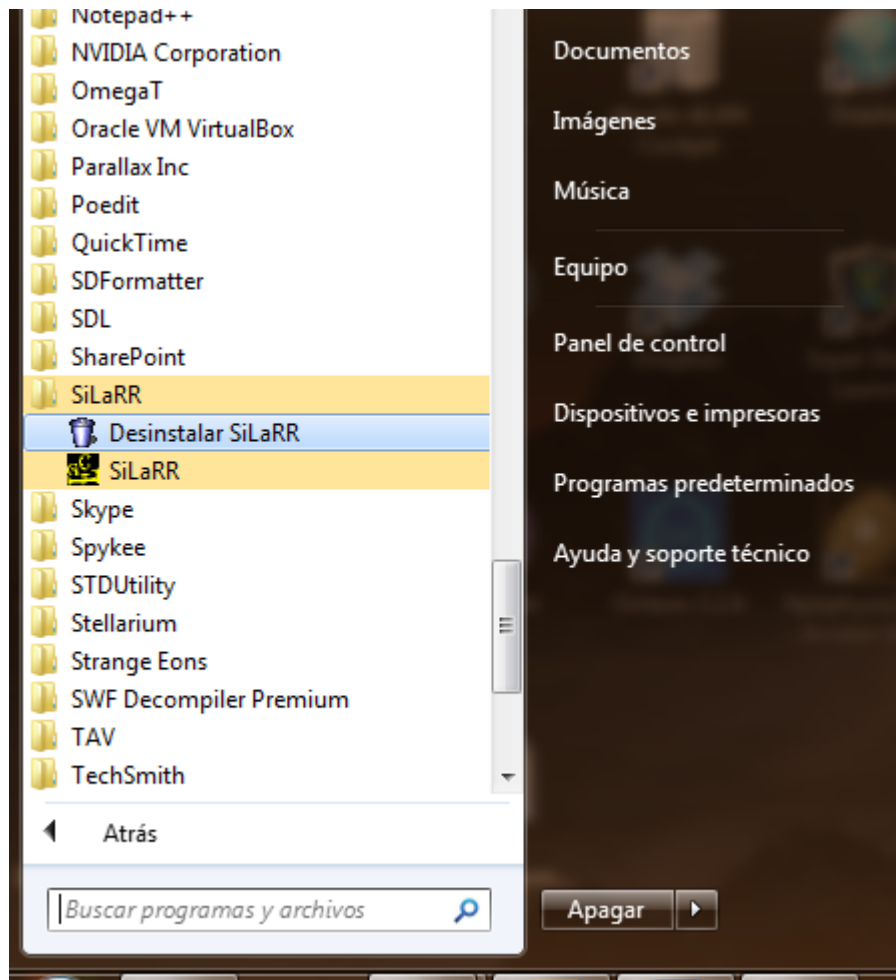 Notepad++
NVIDIA Corporation
OmegaT
Oracle VM VirtualBox
Parallax Inc
Poedit
QuickTime
SDFormatter
SDL
SharePoint
SiLaRR
Desinstalar SiLaRR
SiLaRR
Skype
Spykee
STDUtility
Stellarium
Strange Eons
SWF Decompiler Premium
TAV
TechSmith
Atrás
Buscar programas y archivos
Documentos
Imágenes
Música
Equipo
Panel de control
Dispositivos e impresoras
Programas predeterminados
Ayuda y soporte técnico
Apagar